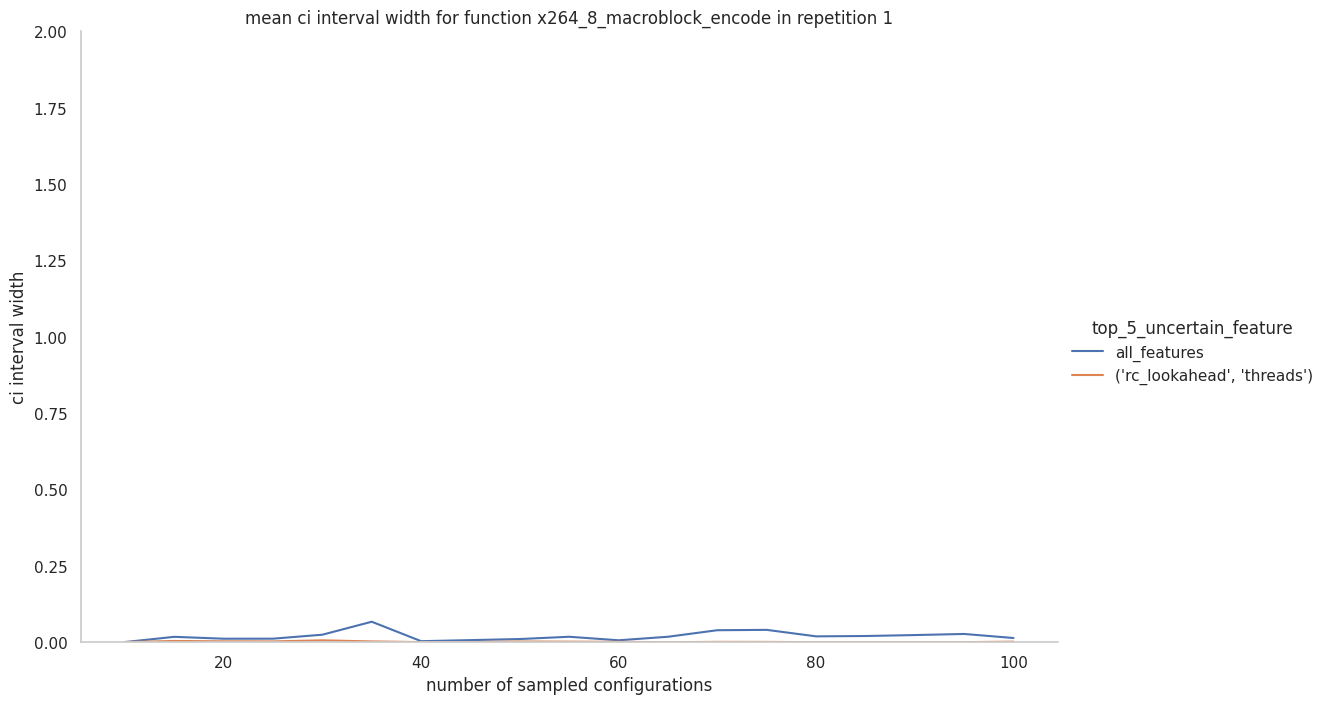 mean ci interval width for function x264_8_macroblock_encode in repetition 1
2.00
1.75
1.50
1.25
1.00
0.75
0.50
0.25
0.00
ci interval width
20
40
60
80
100
number of sampled configurations
top_5_uncertain_feature
all_features
('rc_lookahead', 'threads')